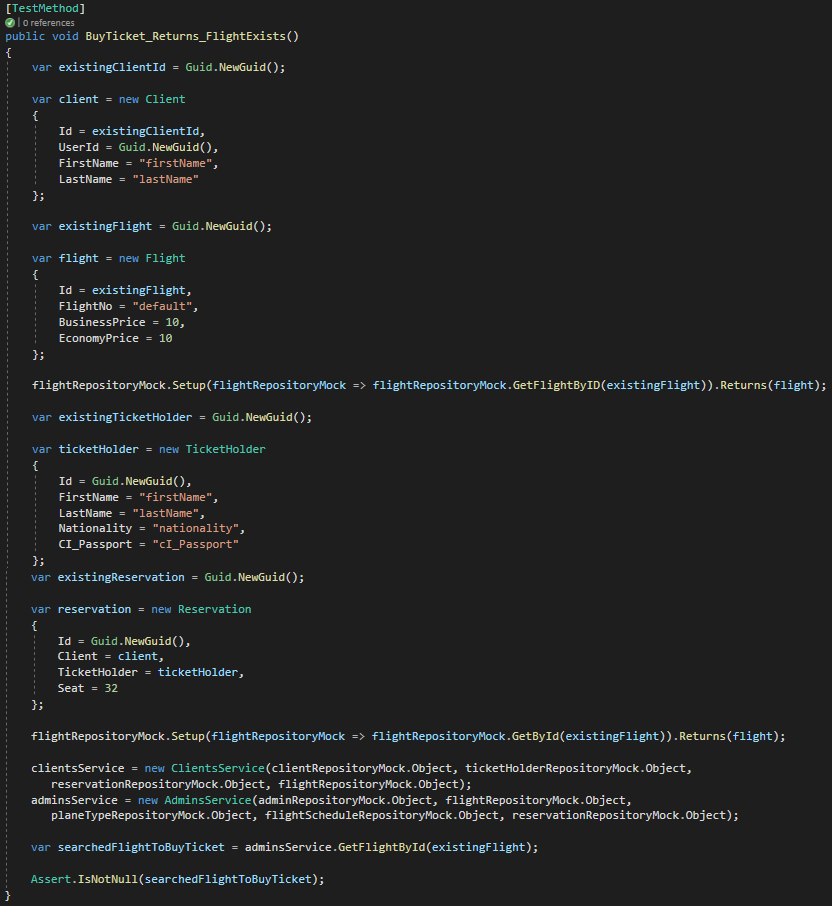 [TestMethod]
| 0 references
public void BuyTicket_Returns_FlightExists()
{
var existingClientId = Guid.NewGuid();
var client = new Client
{
Id = existingClientId,
UserId = Guid.NewGuid(),
FirstName = "firstName",
LastName = "lastName"
};
var existingFlight = Guid.NewGuid();
var flight = new Flight
{
Id = existingFlight,
FlightNo = "default",
BusinessPrice = 10,
EconomyPrice = 10
};
flightRepositoryMock.Setup(flightRepositoryMock => flightRepositoryMock.GetFlightByID(existingFlight)).Returns(flight);
var existingTicketHolder = Guid.NewGuid();
var ticketHolder = new TicketHolder
{
Id = Guid.NewGuid(),
FirstName = "firstName",
LastName = "lastName",
Nationality = "nationality",
CI_Passport = "cI_Passport"
};
var existingReservation = Guid.NewGuid();
var reservation = new Reservation
{
Id = Guid.NewGuid(),
Client = client,
TicketHolder = ticketHolder,
Seat = 32
};
flightRepositoryMock.Setup(flightRepositoryMock => flightRepositoryMock.GetById(existingFlight)).Returns(flight);
clientsService = new ClientsService(clientRepositoryMock.Object, ticketHolderRepositoryMock.Object,
reservationRepositoryMock.Object, flightRepositoryMock.Object);
adminsService = new AdminsService(adminRepositoryMock.Object, flightRepositoryMock.Object,
planeTypeRepositoryMock.Object, flightScheduleRepositoryMock.Object, reservationRepositoryMock.Object);
var searchedFlightToBuyTicket = adminsService.GetFlightById(existingFlight);
Assert.IsNotNull(searchedFlightToBuyTicket);
}